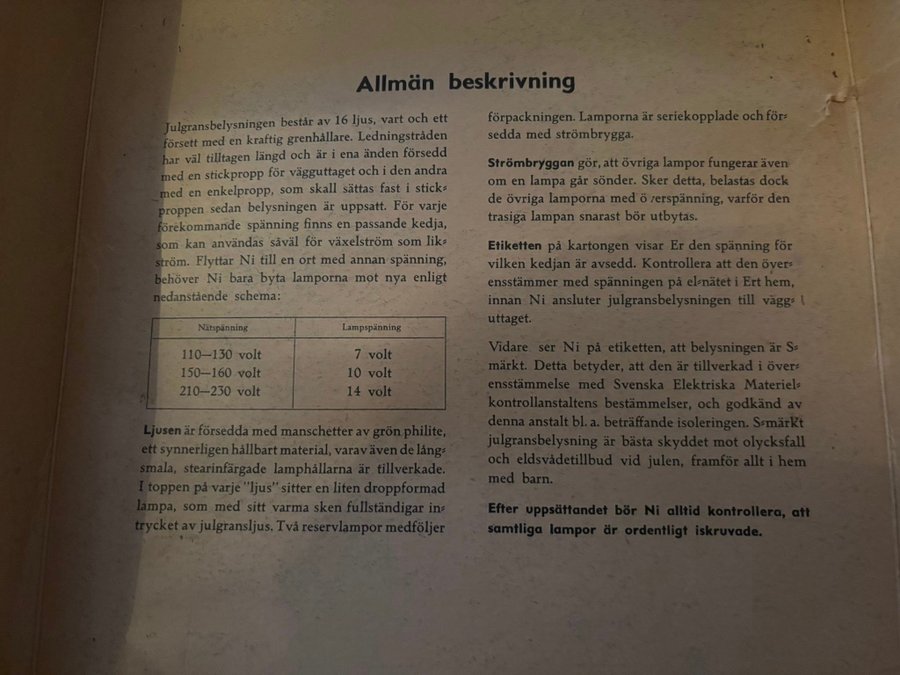 Allmän beskrivning
Julgransbelysningen består av 16 ljus, vart och ett
försett med en kraftig grenhållare. Ledningstråden
har väl tilltagen längd och är i ena änden försedd
med en stickpropp för vägguttaget och i den andra
med en enkelpropp, som skall sättas fast i stick-
proppen sedan belysningen är uppsatt. För varje
förekommande spänning finns en passande kedja,
som kan användas såväl för växelström som lik-
ström. Flyttar Ni till en ort med annan spänning,
behöver Ni bara byta lamporna mot nya enligt
nedanstående schema:
Nätspänning Lampspänning
110—130 volt 7 volt
150—160 volt 10 volt
210—230 volt 14 volt
Ljusen är försedda med manschetter av grön philite,
ett synnerligen hållbart material, varav även de lång-
smala, stearinfärgade lamphållarna är tillverkade.
I toppen på varje "ljus" sitter en liten droppformad
lampa, som med sitt varma sken fullständigar in-
trycket av julgransljus. Två reservlampor medföljer
förpackningen. Lamporna är seriekopplade och för-
sedda med strömbrygga.
Strömbryggan gör, att övriga lampor fungerar även
om en lampa går sönder. Sker detta, belastas dock
de övriga lamporna med överspänning, varför den
trasiga lampan snarast bör utbytas.
Etiketten på kartongen visar Er den spänning för
vilken kedjan är avsedd. Kontrollera att den över-
ensstämmer med spänningen på el-nätet i Ert hem,
innan Ni ansluter julgransbelysningen till vägg-
uttaget.
Vidare ser Ni på etiketten, att belysningen är S-
märkt. Detta betyder, att den är tillverkad i över-
ensstämmelse med Svenska Elektriska Materiel-
kontrollanstaltens bestämmelser, och godkänd av
denna anstalt bl. a. beträffande isoleringen. S-märkt
julgransbelysning är bästa skyddet mot olycksfall
och eldsvådetillbud vid julen, framför allt i hem
med barn.
Efter uppsättandet bör Ni alltid kontrollera, att
samtliga lampor är ordentligt iskruvade.